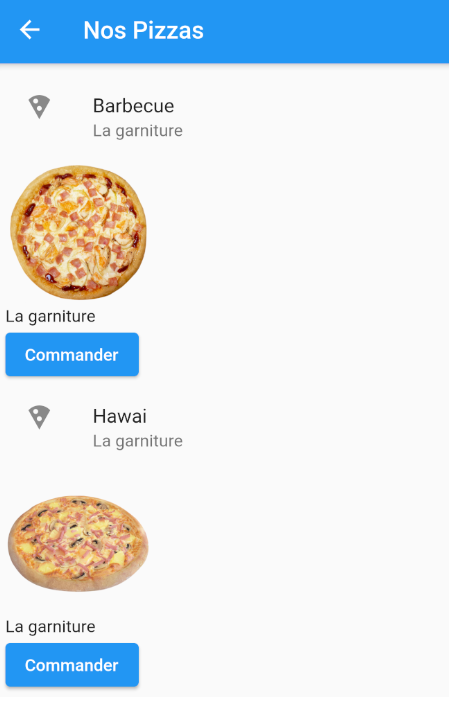 Nos Pizzas
Barbecue
La garniture
La garniture
Commander
Hawai
La garniture
La garniture
Commander